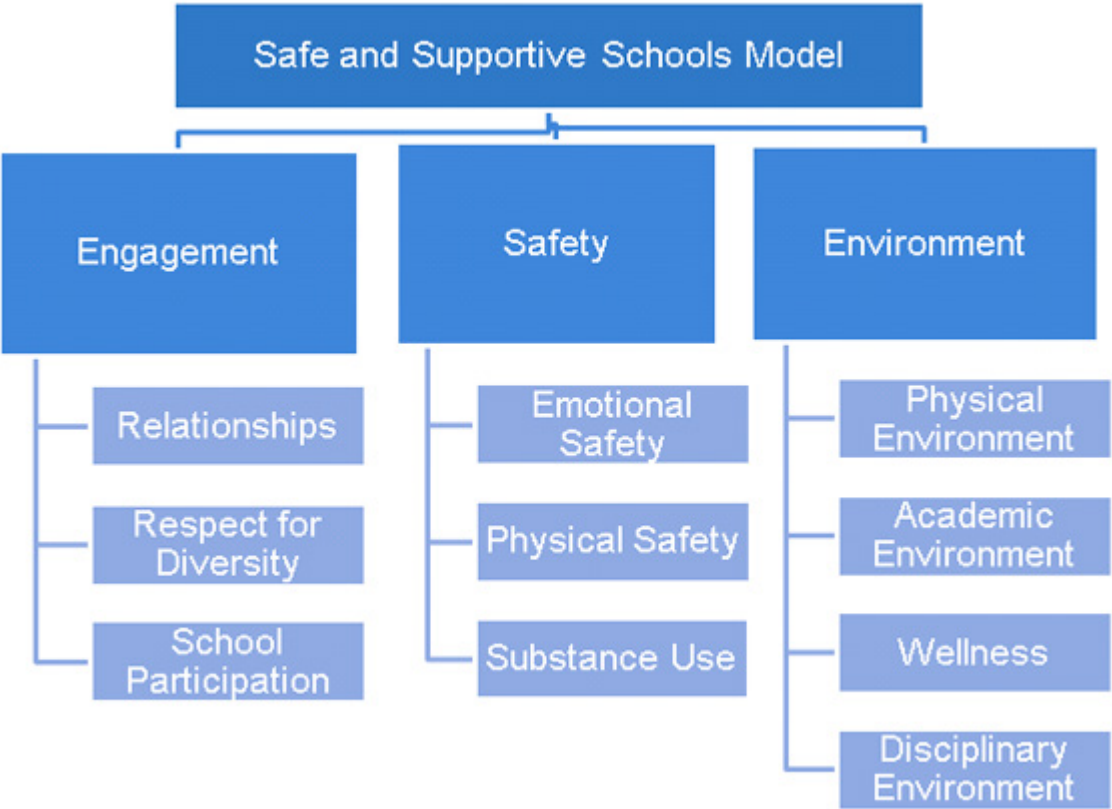 Safe and Supportive Schools Model
Engagement
Safety
Environment
Relationships
Respect for
Diversity
School
Participation
Emotional
Safety
Physical Safety
Substance Use
Physical
Environment
Academic
Environment
Wellness
Disciplinary
Environment